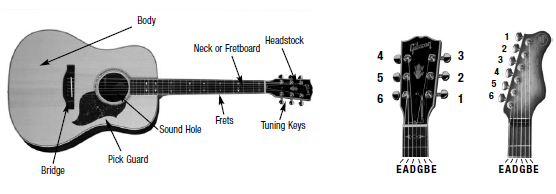 Body
Neck or Fretboard
Headstock
Sound Hole
Frets
Tuning Keys
Bridge
Pick Guard
Gibson
4 3
5 2
6 1
EADGBE
1
2
3
4
5
6
EADGBE